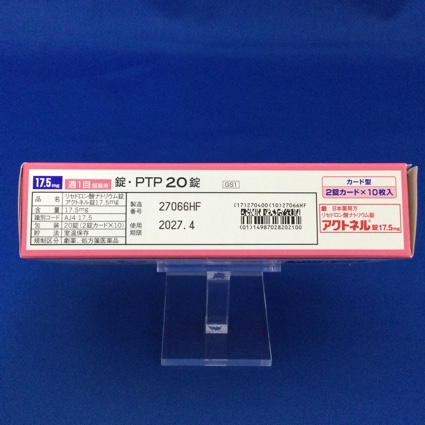 17.5mg 週1回 錠・PTP 20錠 GS1
品 名 リセドロン酸ナトリウム錠
アクトネル錠17.5mg
含 量 17.5mg
識別コード AJ4 17.5
包 装 20錠(2錠カード×10)
貯 法 室温保存
規制区分 劇薬、処方箋医薬品
製造
番号 27066HF
使用
期限 2027.4
(17)270400(10)27066HF
(01)14987028202100
カード型
2錠カード×10枚入
劇 日本薬局方
リセドロン酸ナトリウム錠
アクトネル錠17.5mg